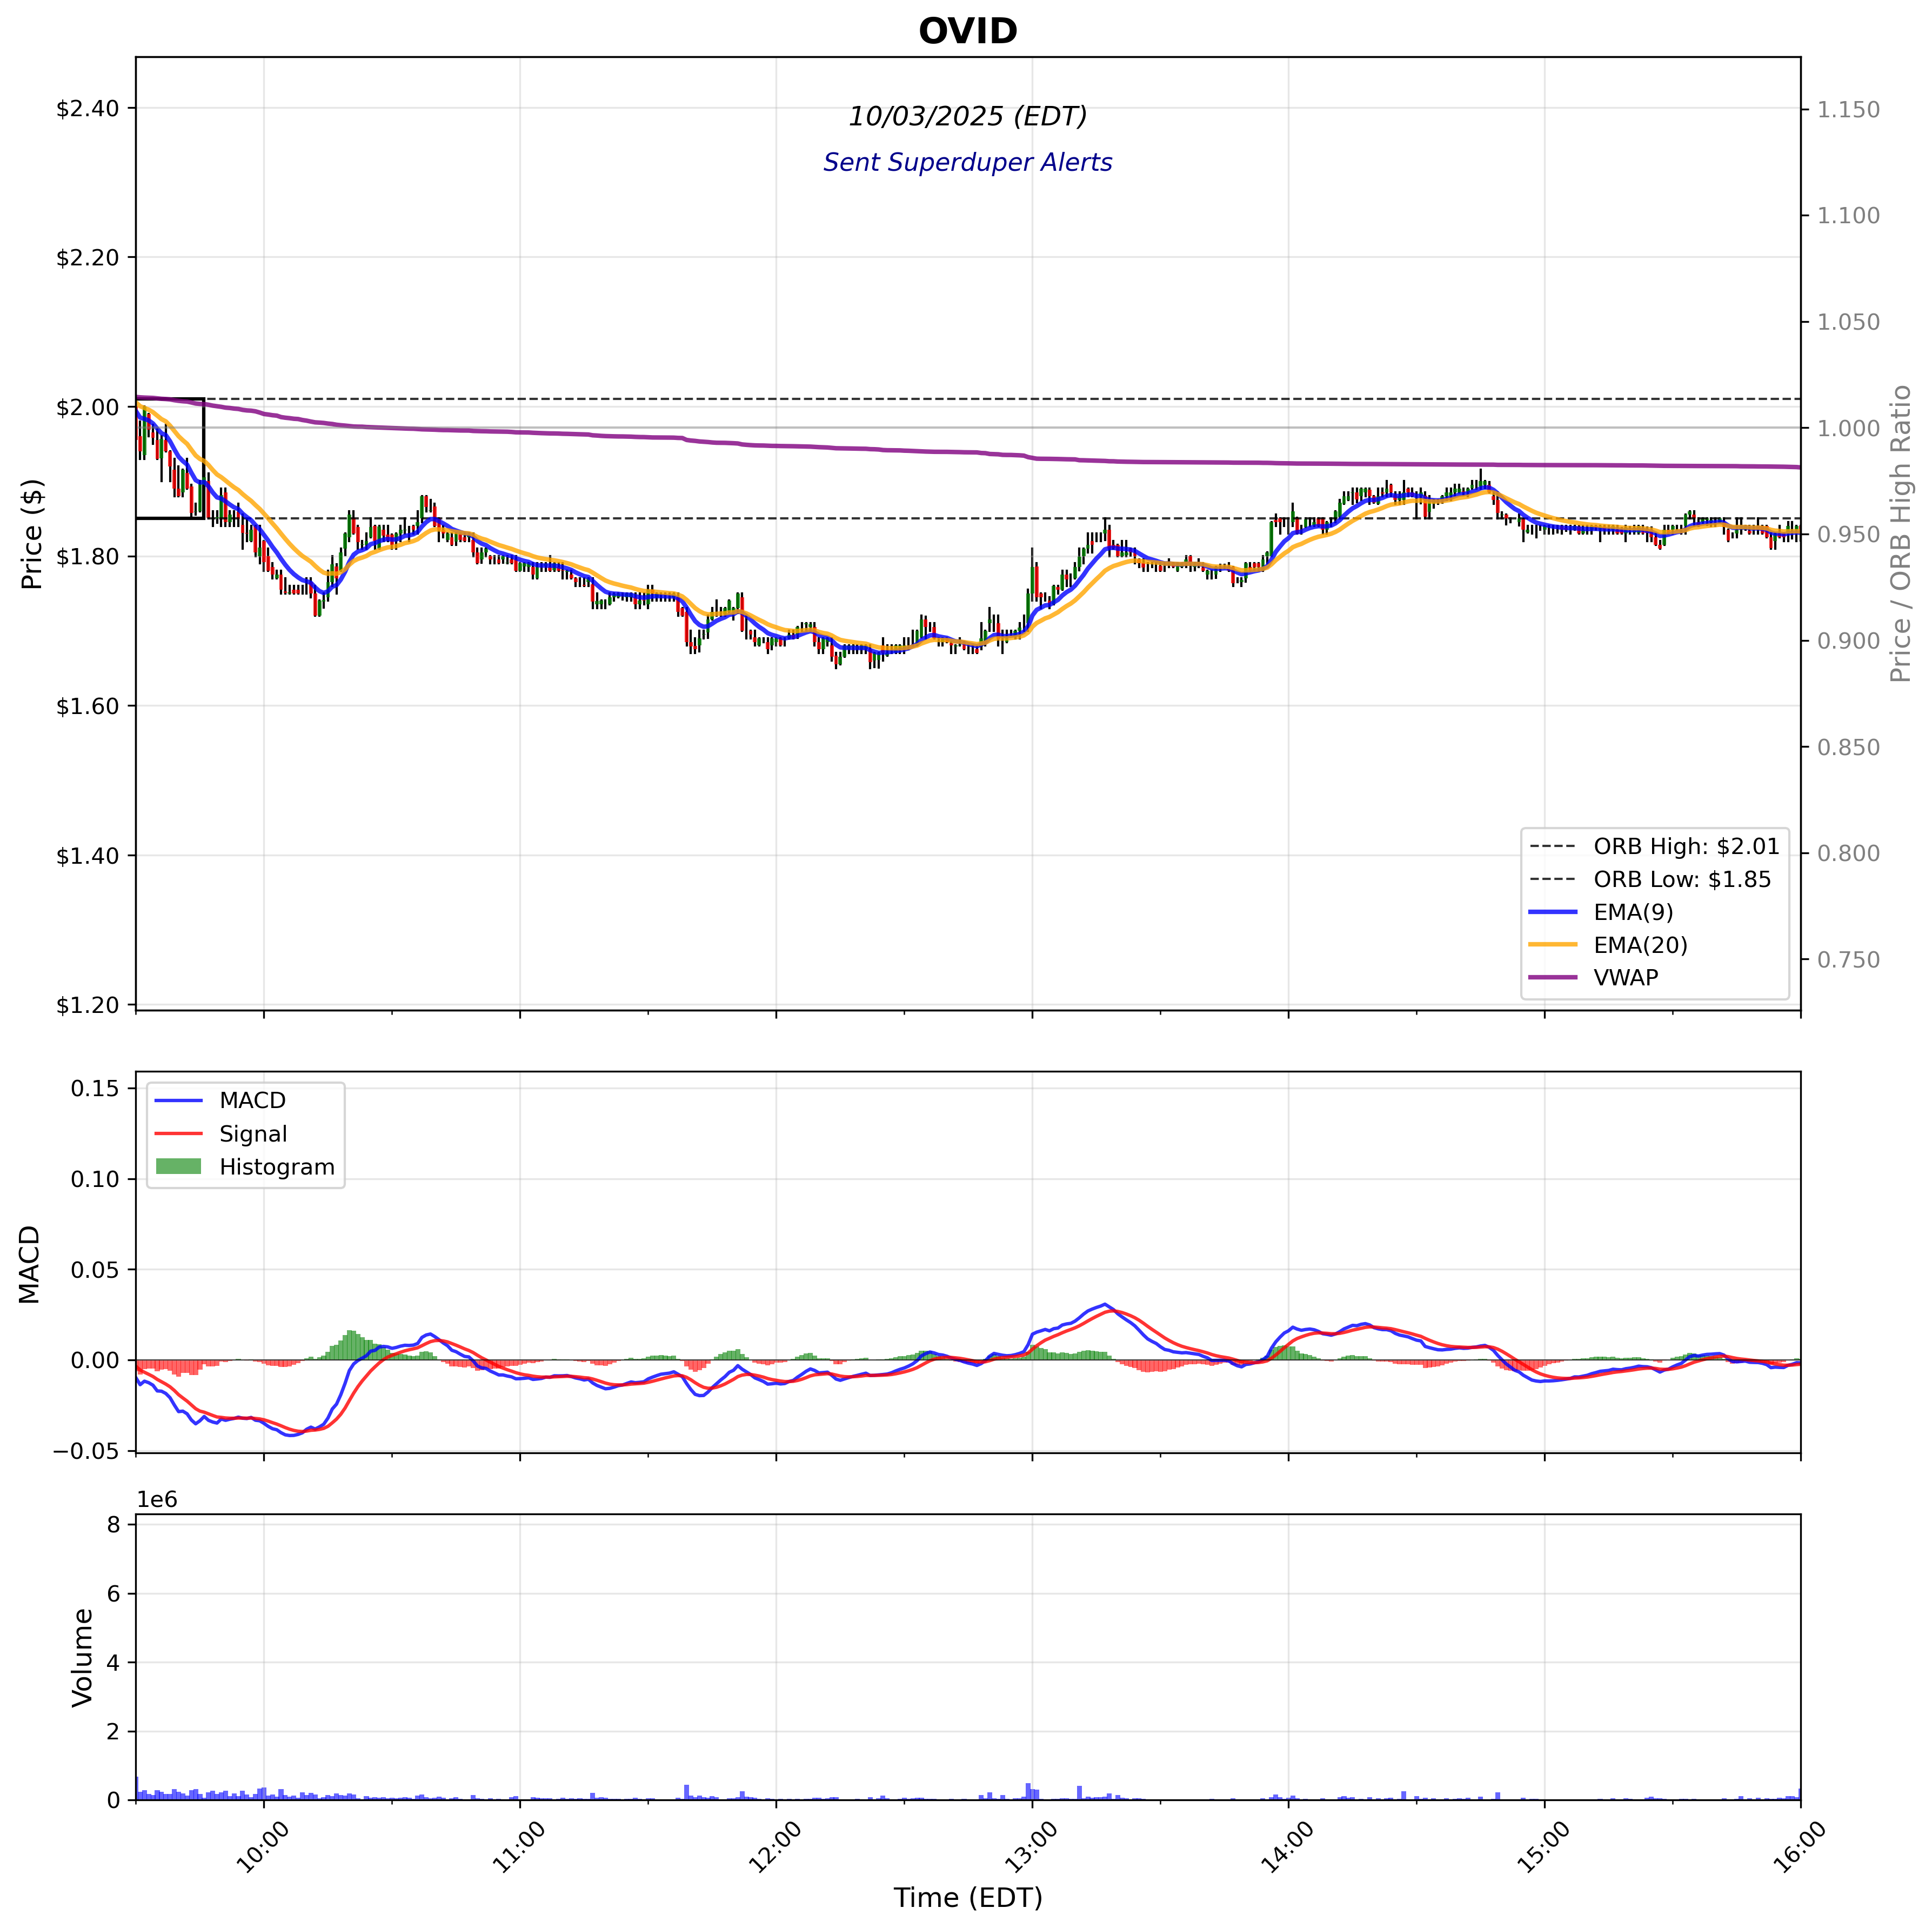 OVID
10/03/2025 (EDT)
Sent Superduper Alerts
Price ($)
$2.40
$2.20
$2.00
$1.80
$1.60
$1.40
$1.20
Price / ORB High Ratio
1.150
1.100
1.050
1.000
0.950
0.900
0.850
0.800
0.750
ORB High: $2.01
ORB Low: $1.85
EMA(9)
EMA(20)
VWAP
MACD
0.15
0.10
0.05
0.00
−0.05
MACD
Signal
Histogram
1e6
Volume
8
6
4
2
0
10:00
11:00
12:00
13:00
14:00
15:00
16:00
Time (EDT)